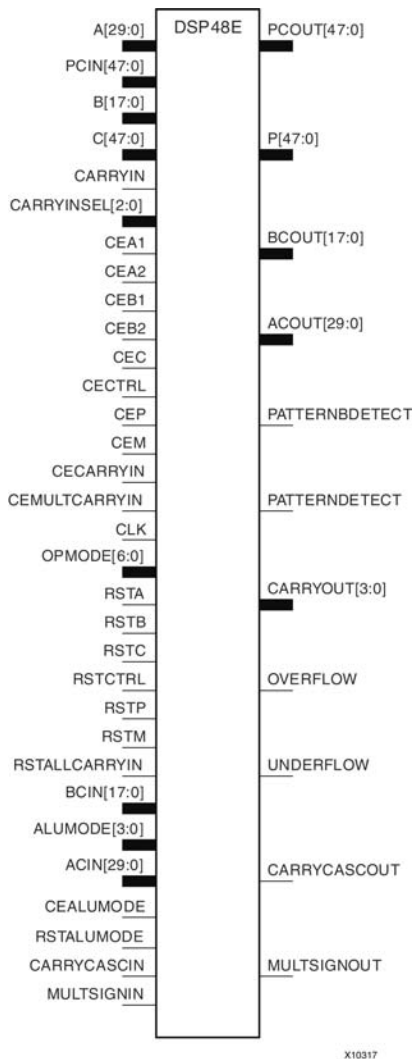 DSP48E
A[29:0]
PCIN[47:0]
B[17:0]
C[47:0]
CARRYIN
CARRYINSEL[2:0]
CEA1
CEA2
CEB1
CEB2
CEC
CECTRL
CEP
CEM
CECARRYIN
CEMULTCARRYIN
CLK
OPMODE[6:0]
RSTA
RSTB
RSTC
RSTCTRL
RSTP
RSTM
RSTALLCARRYIN
BCIN[17:0]
ALUMODE[3:0]
ACIN[29:0]
CEALUMODE
RSTALUMODE
CARRYCASCIN
MULTSIGNIN
PCOUT[47:0]
P[47:0]
BCOUT[17:0]
ACOUT[29:0]
PATTERNBDETECT
PATTERNDETECT
CARRYOUT[3:0]
OVERFLOW
UNDERFLOW
CARRYCASCOUT
MULTSIGNOUT
X10317